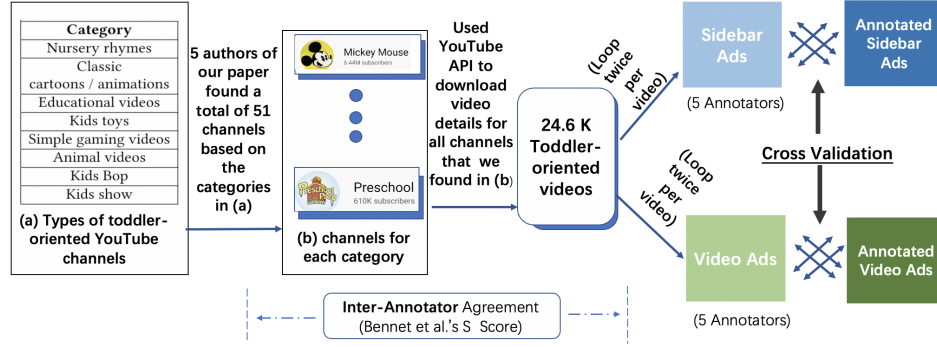 Category
Nursery rhymes
Classic
cartoons / animations
Educational videos
Kids toys
Simple gaming videos
Animal videos
Kids Bop
Kids show
(a) Types of toddler-
oriented YouTube
channels
5 authors of
our paper
found a
total of 51
channels
based on
the
categories
in (a)
Mickey Mouse
6.44M subscribers
Preschool
610K subscribers
(b) channels for
each category
Used
YouTube
API to
download
video
details for
all channels
that we
found in (b)
24.6 K
Toddler-
oriented
videos
(Loop
twice
per
video)
(Loop
twice
per
video)
Sidebar
Ads
(5 Annotators)
Annotated
Sidebar
Ads
Cross Validation
Video Ads
(5 Annotators)
Annotated
Video Ads
Inter-Annotator Agreement
(Bennet et al.'s S Score)